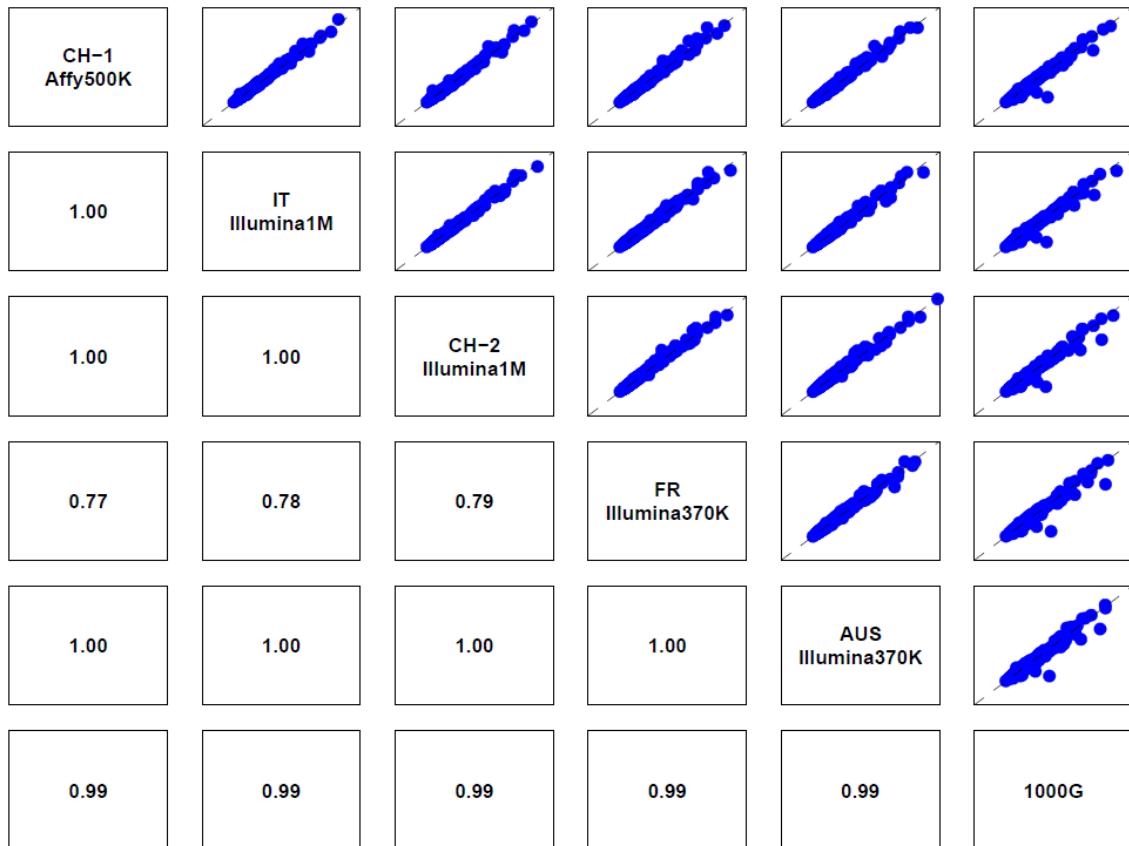 CH−1
Affy500K
1.00
IT
Illumina1M
1.00
1.00
CH−2
Illumina1M
0.77
0.78
0.79
FR
Illumina370K
1.00
1.00
1.00
1.00
AUS
Illumina370K
0.99
0.99
0.99
0.99
0.99
1000G